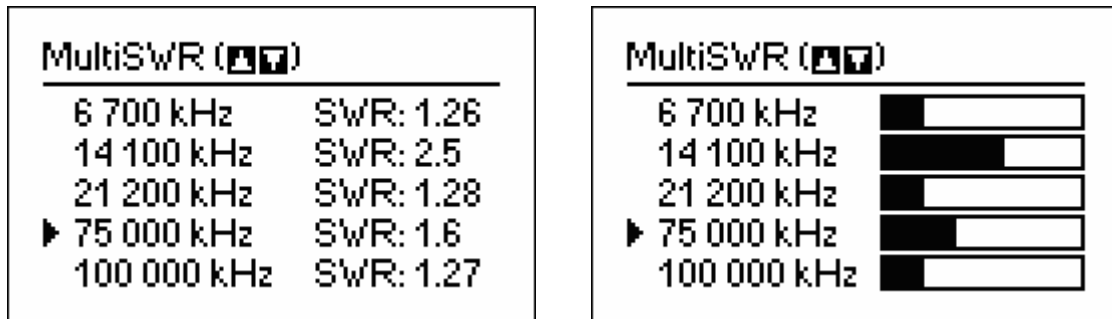 MultiSWR (▲▼)
6 700 kHz SWR: 1.26
14 100 kHz SWR: 2.5
21 200 kHz SWR: 1.28
75 000 kHz SWR: 1.6
100 000 kHz SWR: 1.27
MultiSWR (▲▼)
6 700 kHz
14 100 kHz
21 200 kHz
75 000 kHz
100 000 kHz